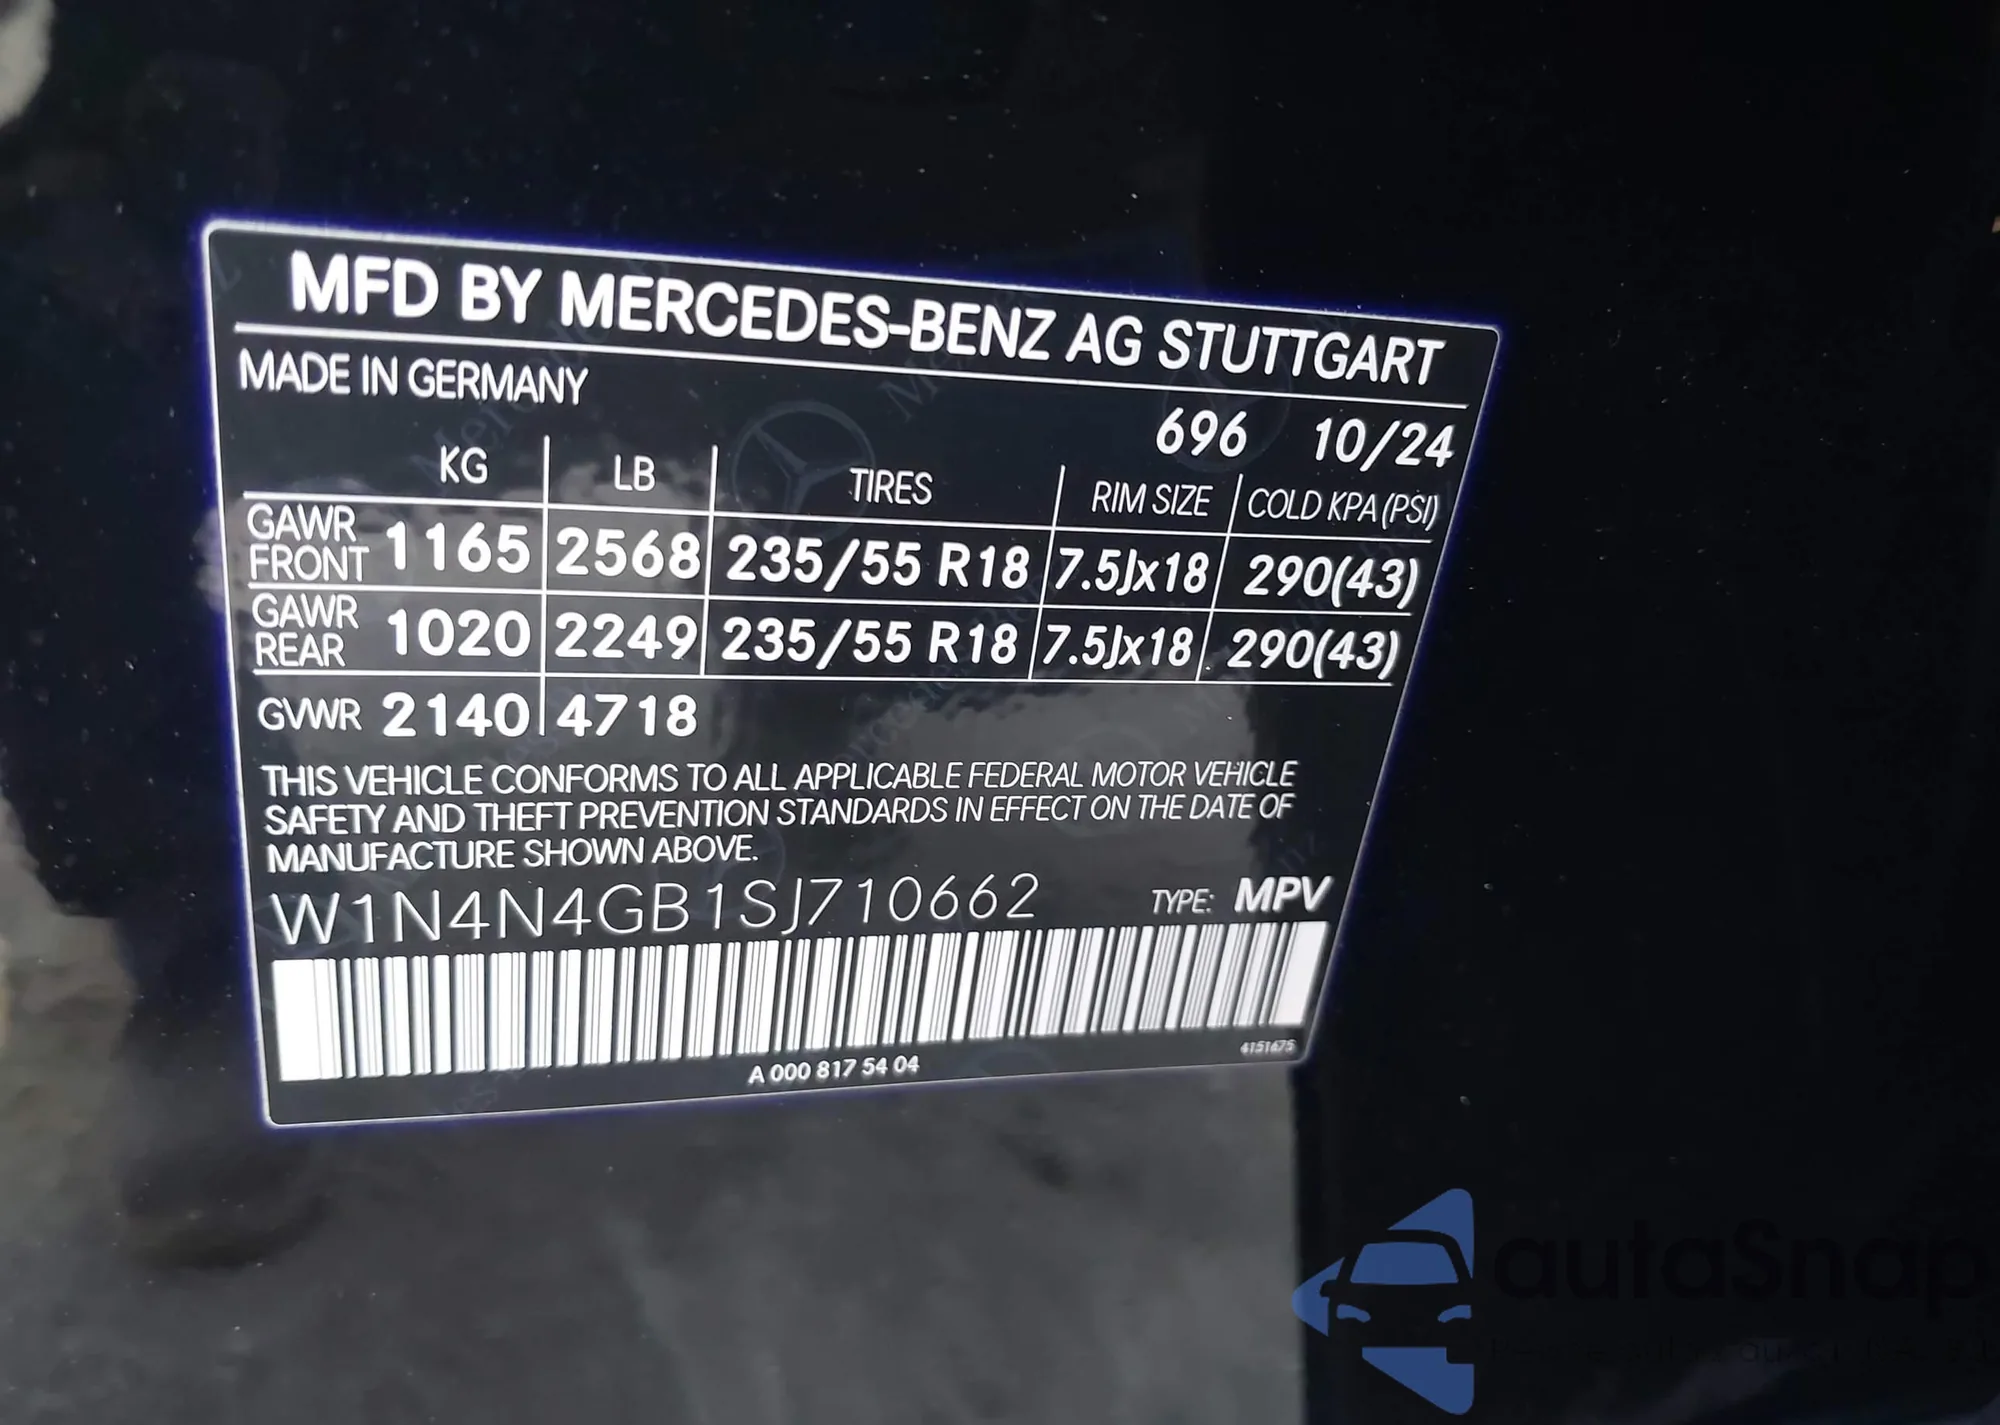 MFD BY MERCEDES-BENZ AG STUTTGART
MADE IN GERMANY
696 10/24
KG LB TIRES RIM SIZE COLD KPA (PSI)
GAWR FRONT 1165 2568 235/55 R18 7.5Jx18 290(43)
GAWR REAR 1020 2249 235/55 R18 7.5Jx18 290(43)
GVWR 2140 4718
THIS VEHICLE CONFORMS TO ALL APPLICABLE FEDERAL MOTOR VEHICLE
SAFETY AND THEFT PREVENTION STANDARDS IN EFFECT ON THE DATE OF
MANUFACTURE SHOWN ABOVE.
W1N4N4GB1SJ710662 TYPE: MPV
A 000 817 54 04
4151675
autaSnap